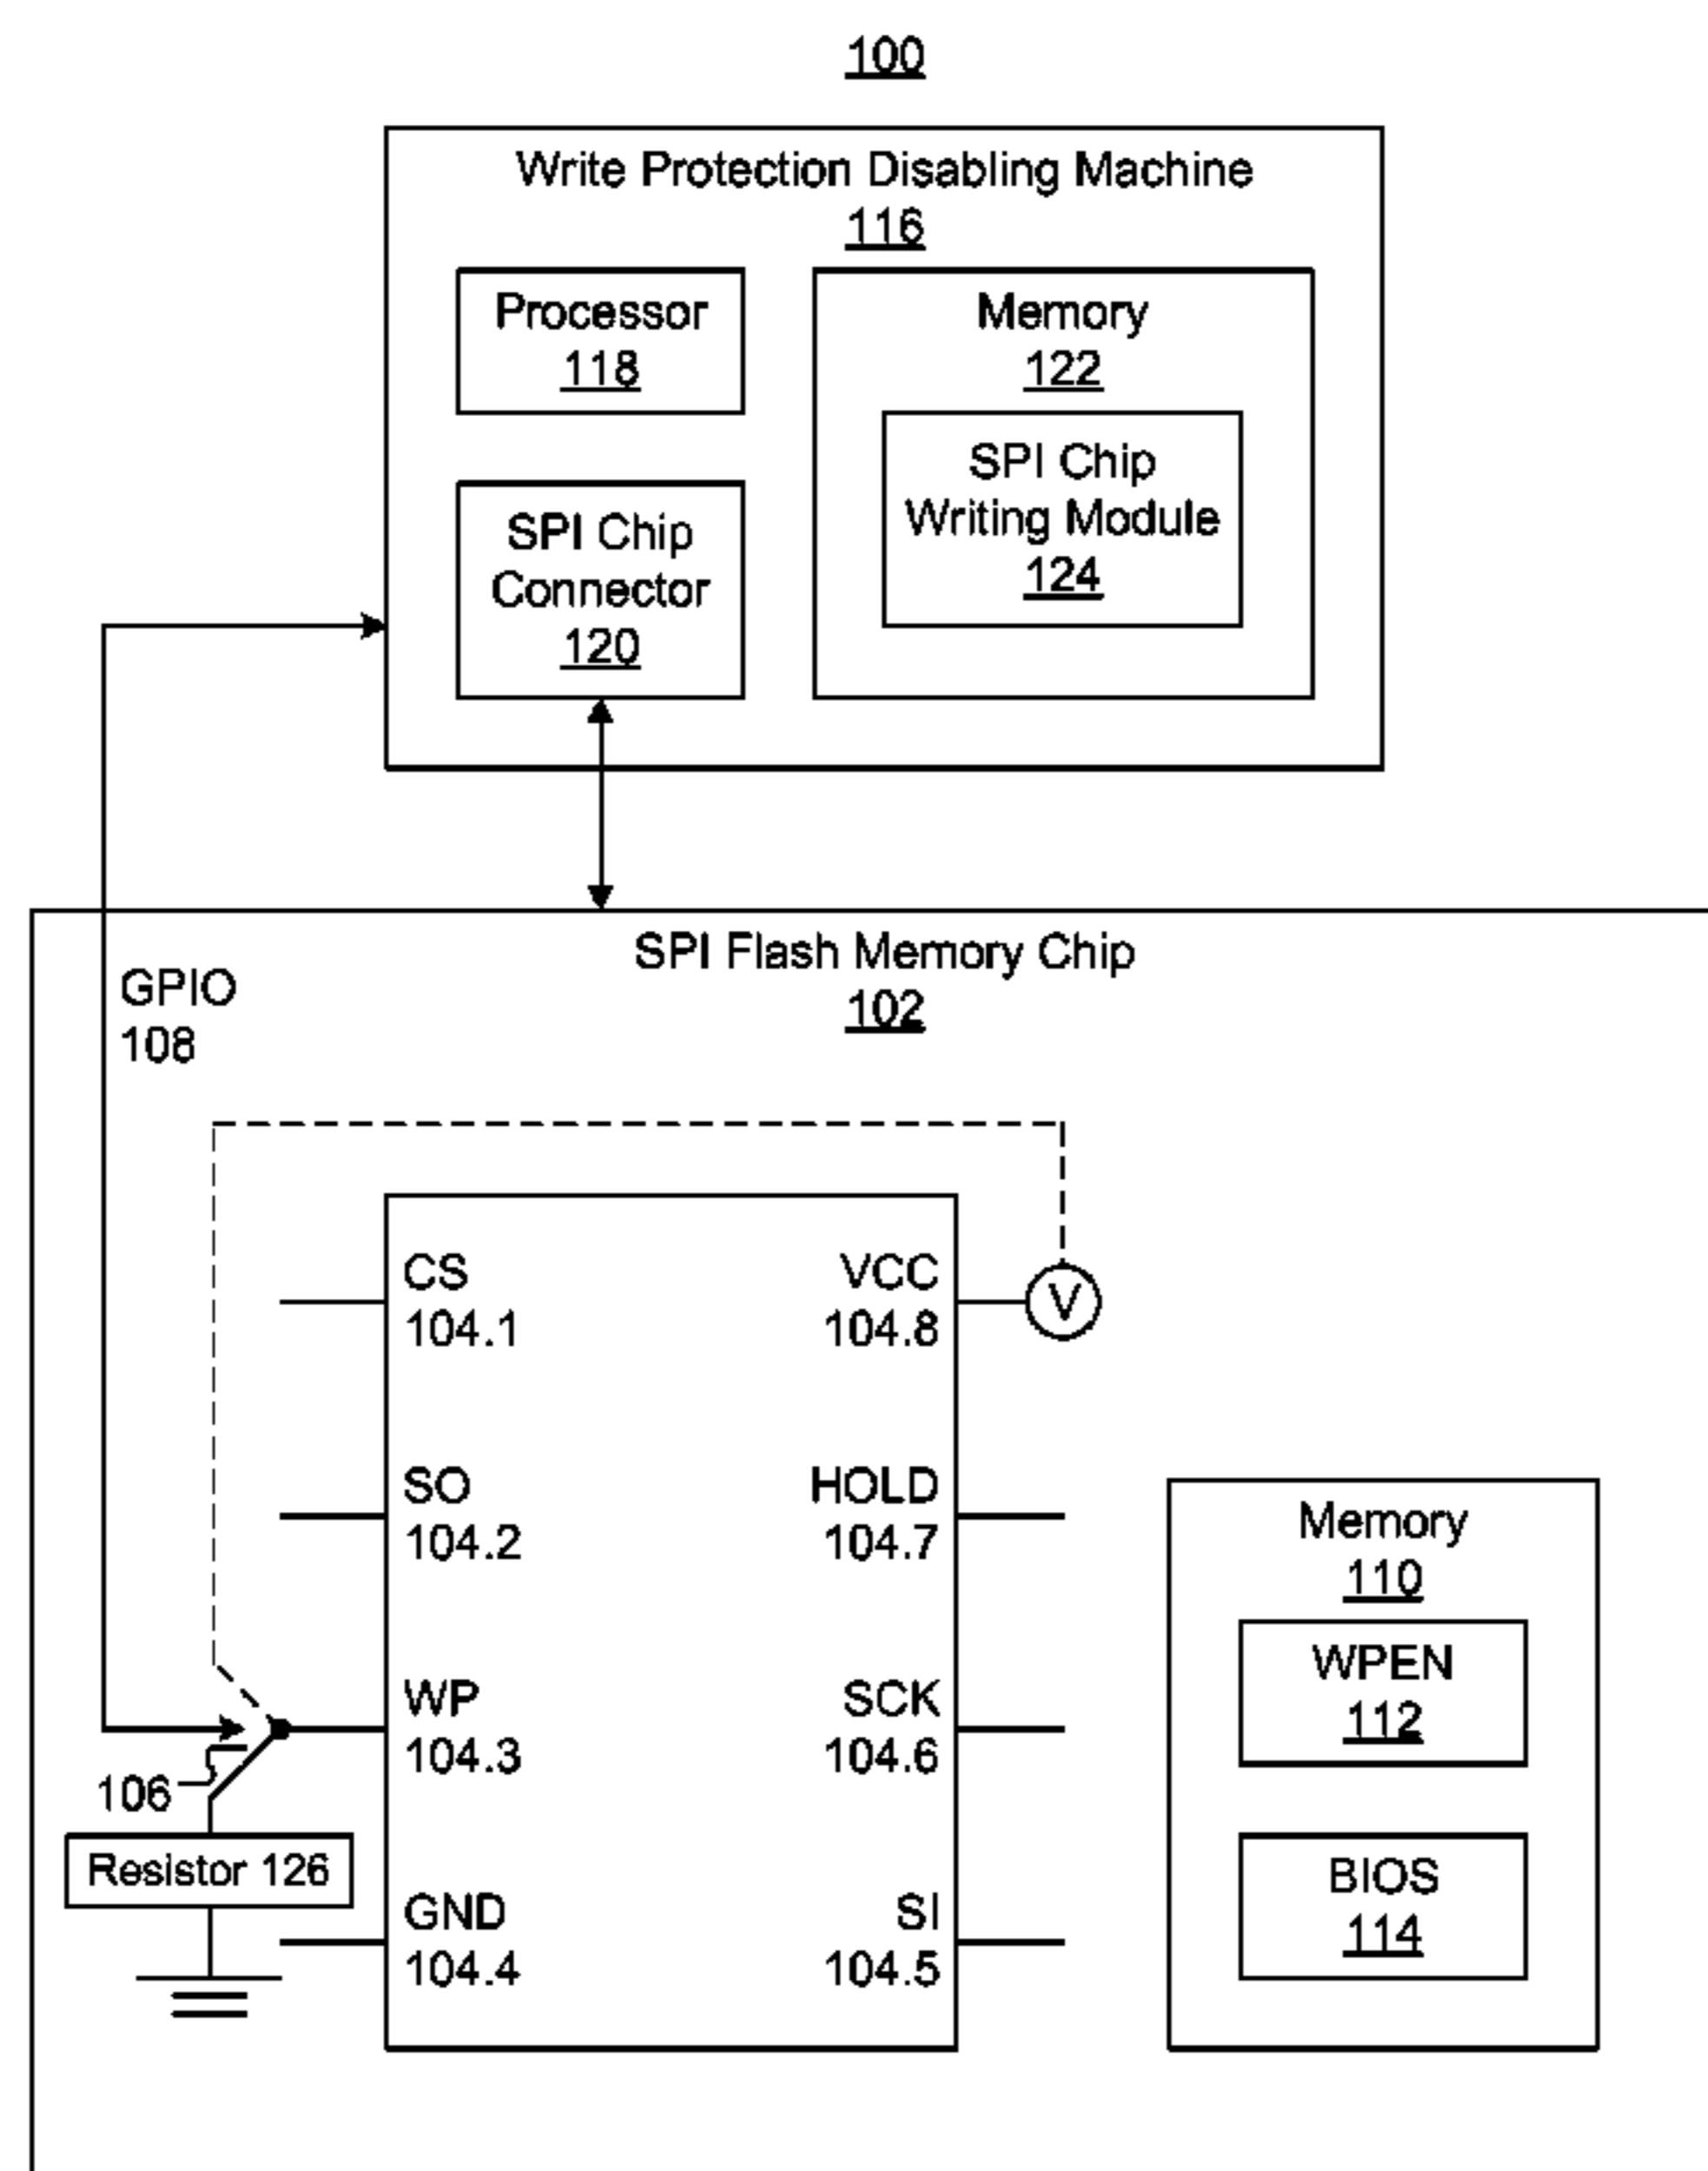 100
Write Protection Disabling Machine
116
Processor
118
Memory
122
SPI Chip
Writing Module
124
SPI Chip
Connector
120
SPI Flash Memory Chip
102
GPIO
108
CS
104.1
VCC
104.8
V
SO
104.2
HOLD
104.7
WP
104.3
SCK
104.6
106
Resistor 126
GND
104.4
SI
104.5
Memory
110
WPEN
112
BIOS
114